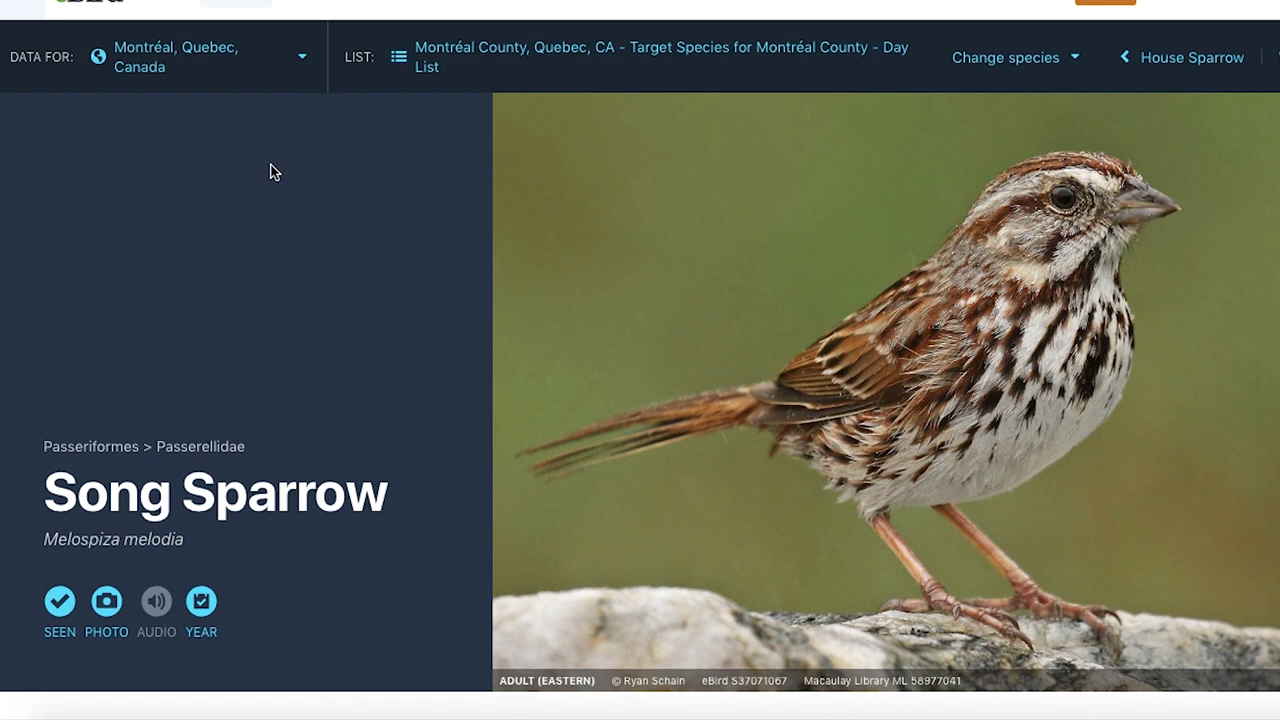 DATA FOR:
Montréal, Quebec,
Canada
LIST:
Montréal County, Quebec, CA - Target Species for Montréal County - Day
List
Change species
House Sparrow
Passeriformes > Passerellidae
Song Sparrow
Melospiza melodia
SEEN PHOTO AUDIO YEAR
ADULT (EASTERN) © Ryan Schain eBird S37071067 Macaulay Library ML 58977041